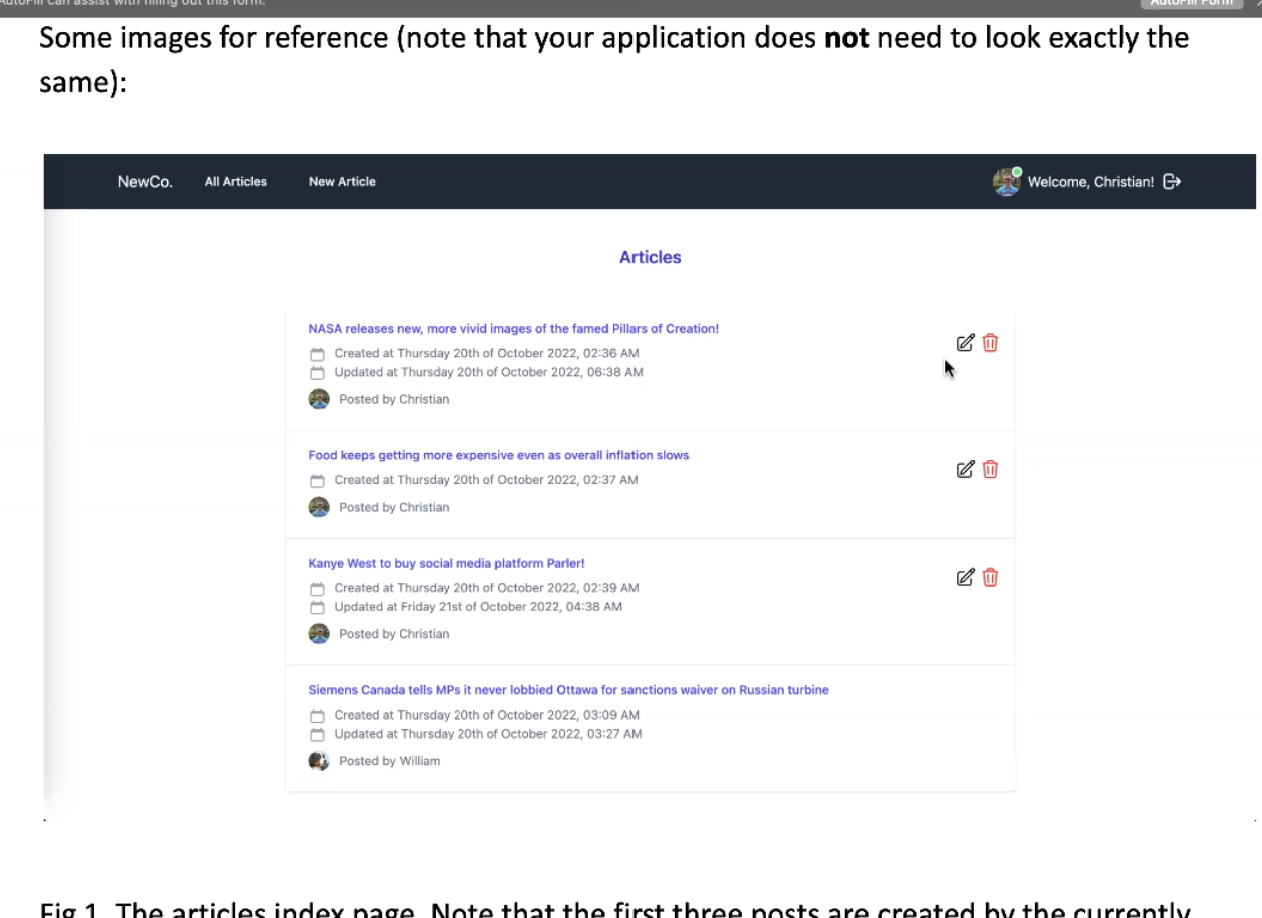 AutoFill can assist with filling out this form.
AutoFill Form
Some images for reference (note that your application does not need to look exactly the
same):
NewCo. All Articles New Article Welcome, Christian!
Articles
NASA releases new, more vivid images of the famed Pillars of Creation!
Created at Thursday 20th of October 2022, 02:36 AM
Updated at Thursday 20th of October 2022, 06:38 AM
Posted by Christian
Food keeps getting more expensive even as overall inflation slows
Created at Thursday 20th of October 2022, 02:37 AM
Posted by Christian
Kanye West to buy social media platform Parler!
Created at Thursday 20th of October 2022, 02:39 AM
Updated at Friday 21st of October 2022, 04:38 AM
Posted by Christian
Siemens Canada tells MPs it never lobbied Ottawa for sanctions waiver on Russian turbine
Created at Thursday 20th of October 2022, 03:09 AM
Updated at Thursday 20th of October 2022, 03:27 AM
Posted by William
Fig 1. The articles index page. Note that the first three posts are created by the currently